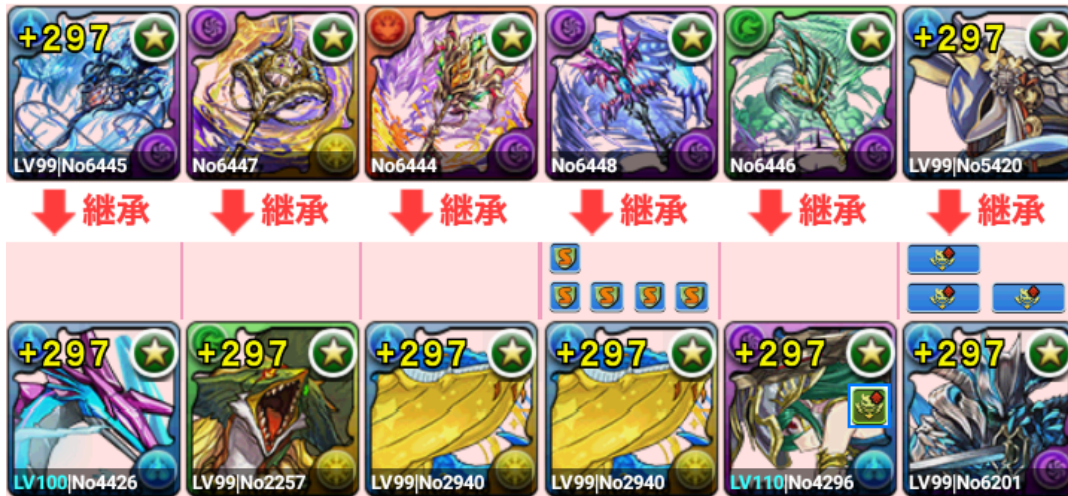 +297 +297
LV99|No6445 No6447 No6444 No6448 No6446 LV99|No5420
継承 継承 継承 継承 継承 継承
S
S S S S
+297 +297 +297 +297 +297 +297
LV100|No4426 LV99|No2257 LV99|No2940 LV99|No2940 LV110|No4296 LV99|No6201